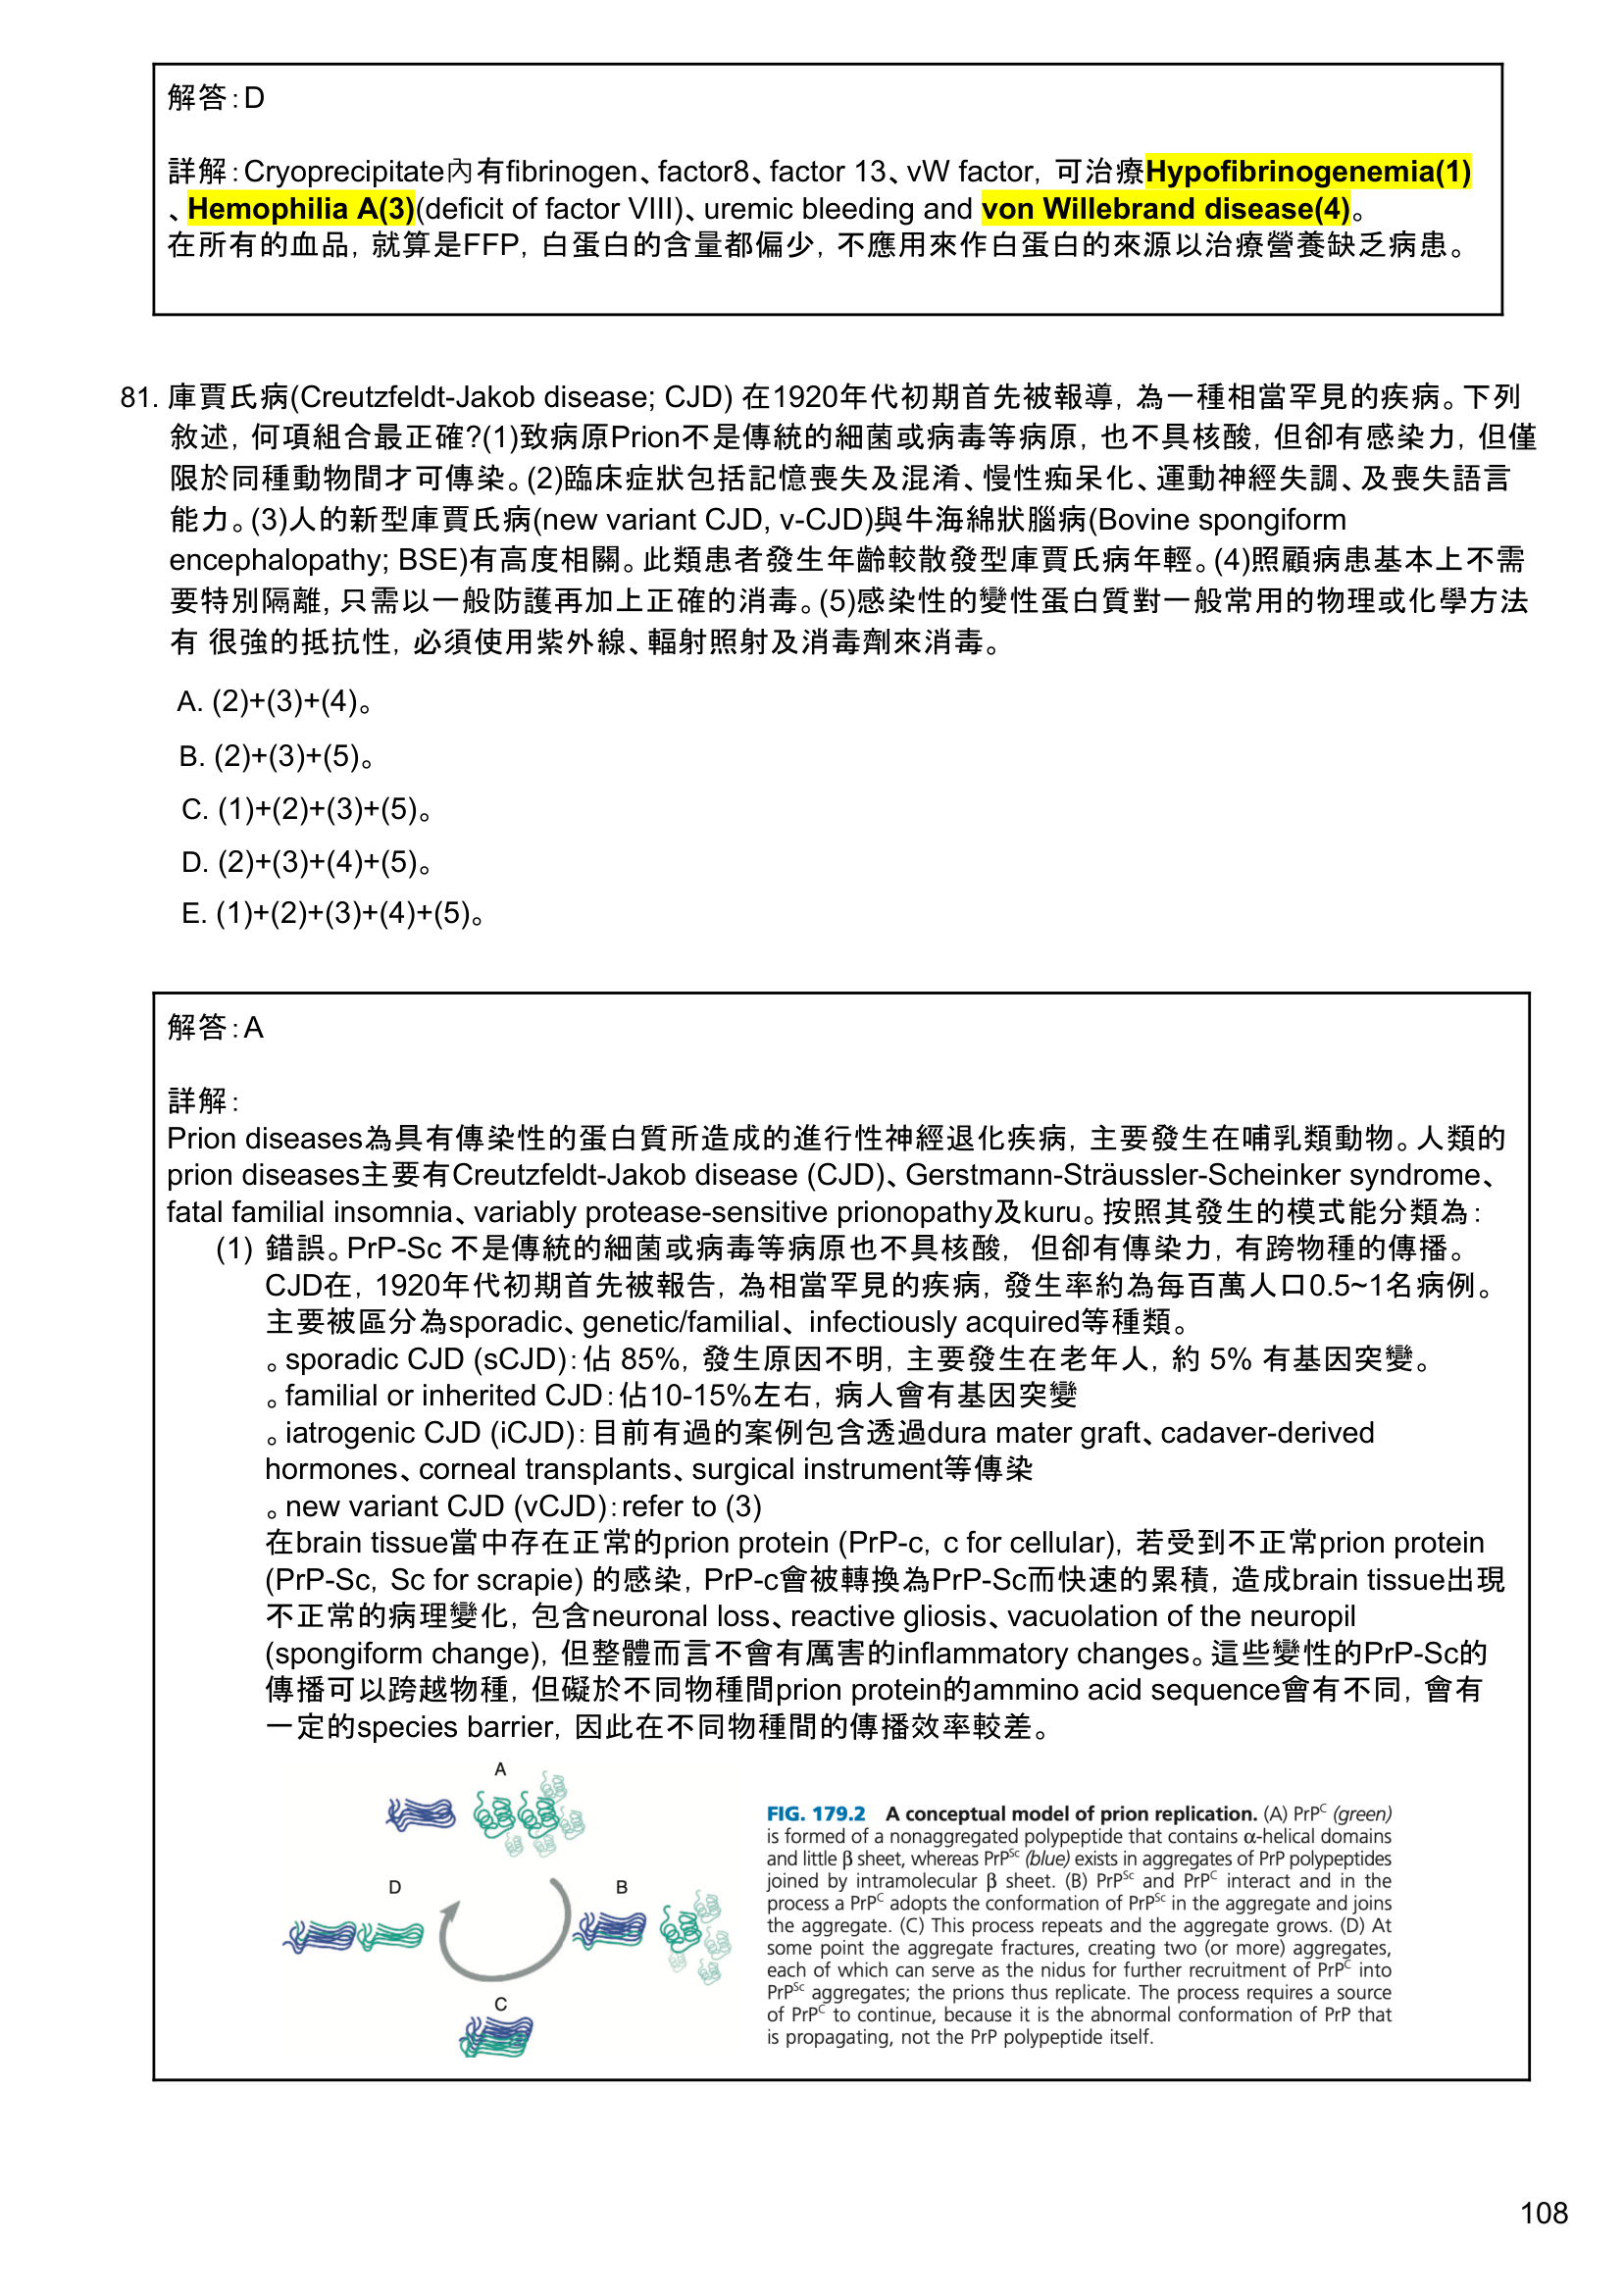 解答：D
詳解：Cryoprecipitate內有fibrinogen、factor8、factor 13、vW factor, 可治療Hypofibrinogenemia(1)
、Hemophilia A(3)(deficit of factor VIII)、uremic bleeding and von Willebrand disease(4)。
在所有的血品, 就算是FFP, 白蛋白的含量都偏少, 不應用來作白蛋白的來源以治療營養缺乏病患。
81. 庫賈氏病(Creutzfeldt-Jakob disease; CJD) 在1920年代初期首先被報導, 為一種相當罕見的疾病。下列
敘述, 何項組合最正確?(1)致病原Prion不是傳統的細菌或病毒等病原, 也不具核酸, 但卻有感染力, 但僅
限於同種動物間才可傳染。(2)臨床症狀包括記憶喪失及混淆、慢性痴呆化、運動神經失調、及喪失語言
能力。(3)人的新型庫賈氏病(new variant CJD, v-CJD)與牛海綿狀腦病(Bovine spongiform
encephalopathy; BSE)有高度相關。此類患者發生年齡較散發型庫賈氏病年輕。(4)照顧病患基本上不需
要特別隔離, 只需以一般防護再加上正確的消毒。(5)感染性的變性蛋白質對一般常用的物理或化學方法
有 很強的抵抗性, 必須使用紫外線、輻射照射及消毒劑來消毒。
A. (2)+(3)+(4)。
B. (2)+(3)+(5)。
C. (1)+(2)+(3)+(5)。
D. (2)+(3)+(4)+(5)。
E. (1)+(2)+(3)+(4)+(5)。
解答：A
詳解：
Prion diseases為具有傳染性的蛋白質所造成的進行性神經退化疾病, 主要發生在哺乳類動物。人類的
prion diseases主要有Creutzfeldt-Jakob disease (CJD)、Gerstmann-Sträussler-Scheinker syndrome、
fatal familial insomnia、variably protease-sensitive prionopathy及kuru。按照其發生的模式能分類為：
(1) 錯誤。PrP-Sc 不是傳統的細菌或病毒等病原也不具核酸, 但卻有傳染力, 有跨物種的傳播。
CJD在, 1920年代初期首先被報告, 為相當罕見的疾病, 發生率約為每百萬人口0.5~1名病例。
主要被區分為sporadic、genetic/familial、infectiously acquired等種類。
。sporadic CJD (sCJD)：佔 85%, 發生原因不明, 主要發生在老年人, 約 5% 有基因突變。
。familial or inherited CJD：佔10-15%左右, 病人會有基因突變
。iatrogenic CJD (iCJD)：目前有過的案例包含透過dura mater graft、cadaver-derived
hormones、corneal transplants、surgical instrument等傳染
。new variant CJD (vCJD)：refer to (3)
在brain tissue當中存在正常的prion protein (PrP-c, c for cellular), 若受到不正常prion protein
(PrP-Sc, Sc for scrapie) 的感染, PrP-c會被轉換為PrP-Sc而快速的累積, 造成brain tissue出現
不正常的病理變化, 包含neuronal loss、reactive gliosis、vacuolation of the neuropil
(spongiform change), 但整體而言不會有厲害的inflammatory changes。這些變性的PrP-Sc的
傳播可以跨越物種, 但礙於不同物種間prion protein的ammino acid sequence會有不同, 會有
一定的species barrier, 因此在不同物種間的傳播效率較差。
A
D
B
C
FIG. 179.2 A conceptual model of prion replication. (A) PrPᶜ (green)
is formed of a nonaggregated polypeptide that contains α-helical domains
and little β sheet, whereas PrPˢᶜ (blue) exists in aggregates of PrP polypeptides
joined by intramolecular β sheet. (B) PrPˢᶜ and PrPᶜ interact and in the
process a PrPᶜ adopts the conformation of PrPˢᶜ in the aggregate and joins
the aggregate. (C) This process repeats and the aggregate grows. (D) At
some point the aggregate fractures, creating two (or more) aggregates,
each of which can serve as the nidus for further recruitment of PrPᶜ into
PrPˢᶜ aggregates; the prions thus replicate. The process requires a source
of PrPᶜ to continue, because it is the abnormal conformation of PrP that
is propagating, not the PrP polypeptide itself.
108